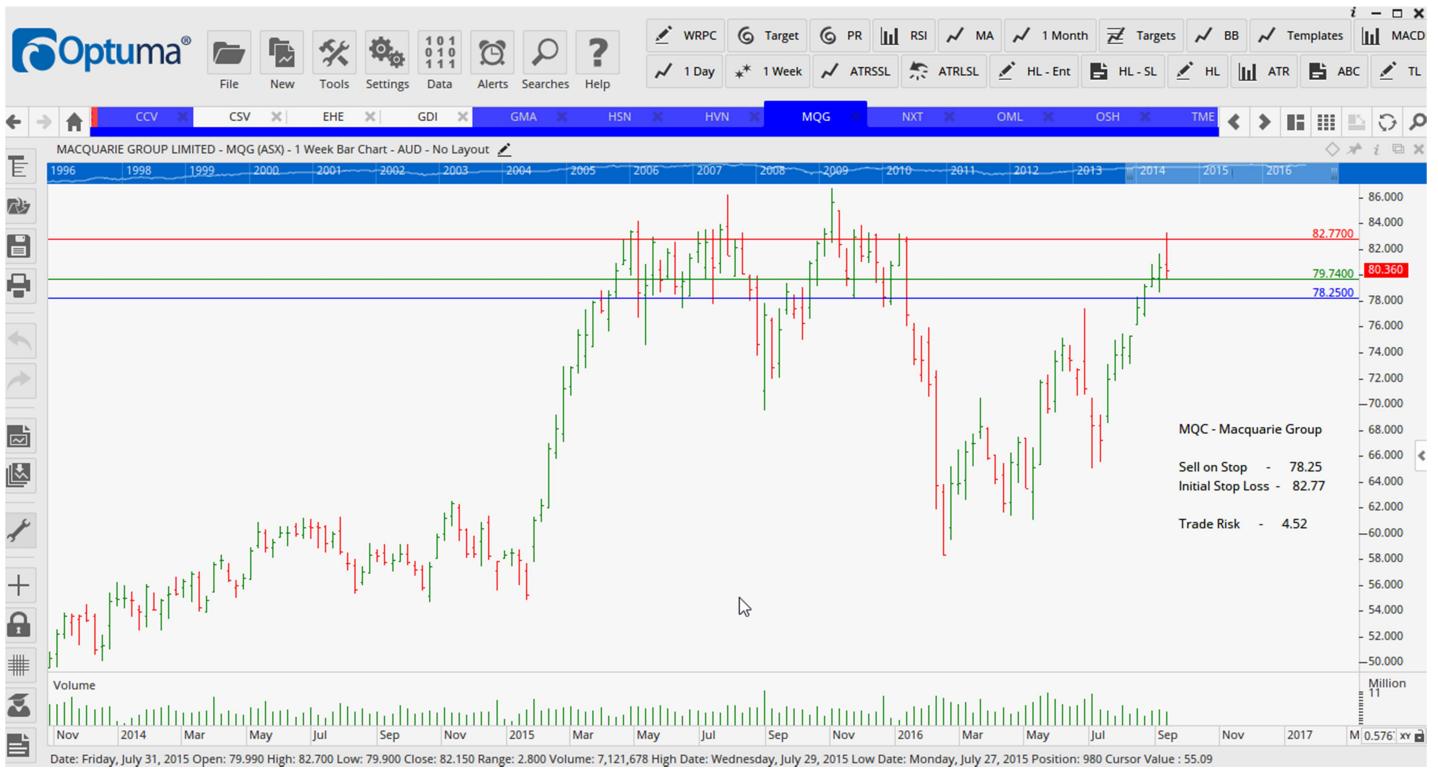 Optuma®
File New Tools Settings Data Alerts Searches Help
WRPC Target PR RSI MA 1 Month Targets BB Templates MACD
1 Day 1 Week ATRSSL ATRLSL HL - Ent HL - SL HL ATR ABC TL
CCV CSV EHE GDI GMA HSN HVN MQG NXT OML OSH TME
MACQUARIE GROUP LIMITED - MQG (ASX) - 1 Week Bar Chart - AUD - No Layout
1996 1998 1999 2000 2001 2002 2003 2004 2005 2006 2007 2008 2009 2010 2011 2012 2013 2014 2015 2016
86.000
84.000
82.7700
82.000
79.7400
80.360
78.2500
78.000
76.000
74.000
72.000
70.000
MQC - Macquarie Group
68.000
Sell on Stop - 78.25
66.000
Initial Stop Loss - 82.77
64.000
62.000
Trade Risk - 4.52
60.000
58.000
56.000
54.000
52.000
50.000
Volume
Million
11
Nov 2014 Mar May Jul Sep Nov 2015 Mar May Jul Sep Nov 2016 Mar May Jul Sep Nov 2017 M 0.576 XY
Date: Friday, July 31, 2015 Open: 79.990 High: 82.700 Low: 79.900 Close: 82.150 Range: 2.800 Volume: 7,121,678 High Date: Wednesday, July 29, 2015 Low Date: Monday, July 27, 2015 Position: 980 Cursor Value : 55.09